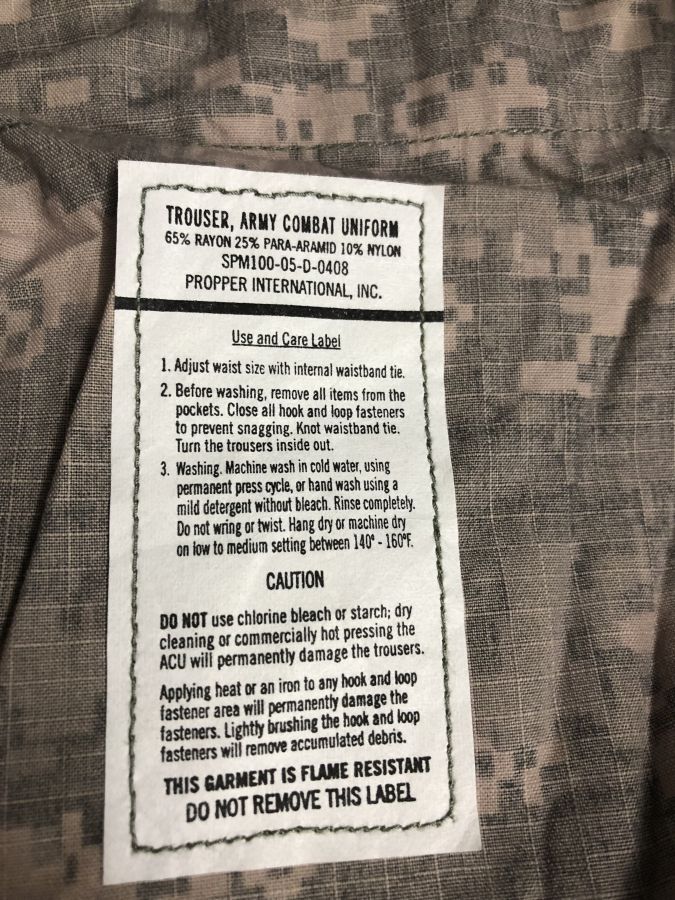 TROUSER, ARMY COMBAT UNIFORM
65% RAYON 25% PARA-ARAMID 10% NYLON
SPM100-05-D-0408
PROPPER INTERNATIONAL, INC.
Use and Care Label
1. Adjust waist size with internal waistband tie.
2. Before washing, remove all items from the
pockets. Close all hook and loop fasteners
to prevent snagging. Knot waistband tie.
Turn the trousers inside out.
3. Washing. Machine wash in cold water, using
permanent press cycle, or hand wash using a
mild detergent without bleach. Rinse completely.
Do not wring or twist. Hang dry or machine dry
on low to medium setting between 140° - 160°F.
CAUTION
DO NOT use chlorine bleach or starch; dry
cleaning or commercially hot pressing the
ACU will permanently damage the trousers.
Applying heat or an iron to any hook and loop
fastener area will permanently damage the
fasteners. Lightly brushing the hook and loop
fasteners will remove accumulated debris.
THIS GARMENT IS FLAME RESISTANT
DO NOT REMOVE THIS LABEL